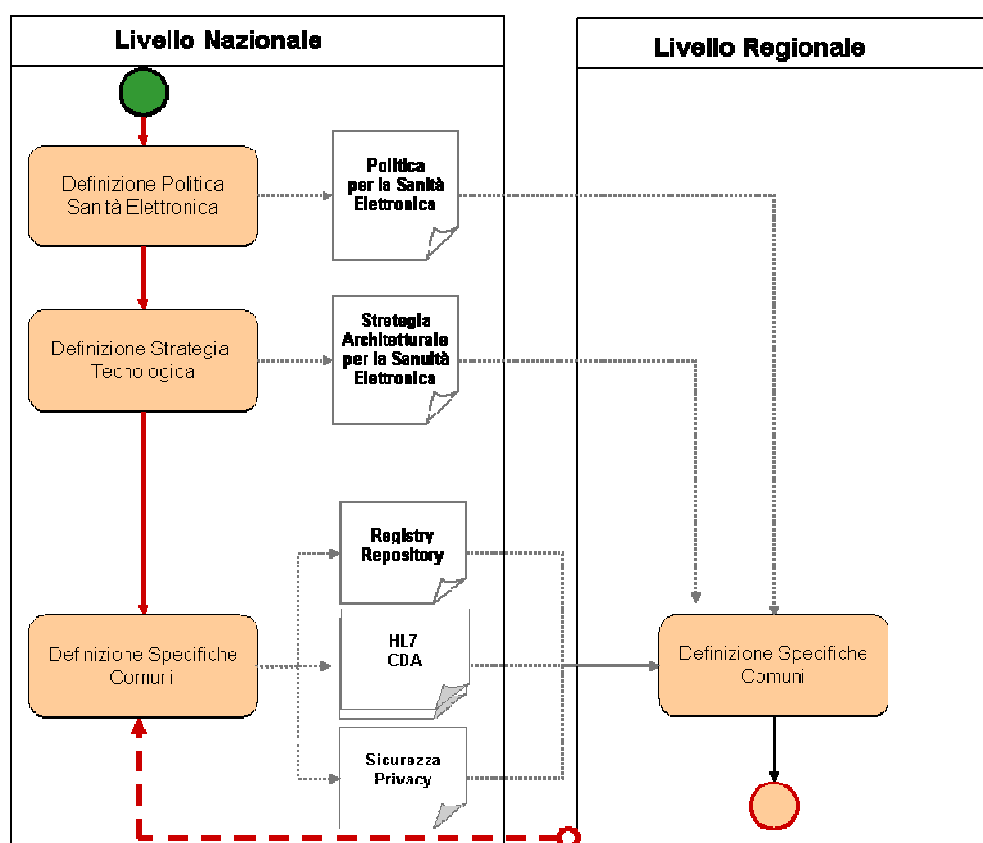 Livello Nazionale
Livello Regionale
Definizione Politica
Sanità Elettronica
Politica
per la Sanità
Elettronica
Definizione Strategia
Tecnologica
Strategia
Architetturale
per la Sanuità
Elettronica
Registry
Repository
Definizione Specifiche
Comuni
HL7
CDA
Definizione Specifiche
Comuni
Sicurezza
Privacy